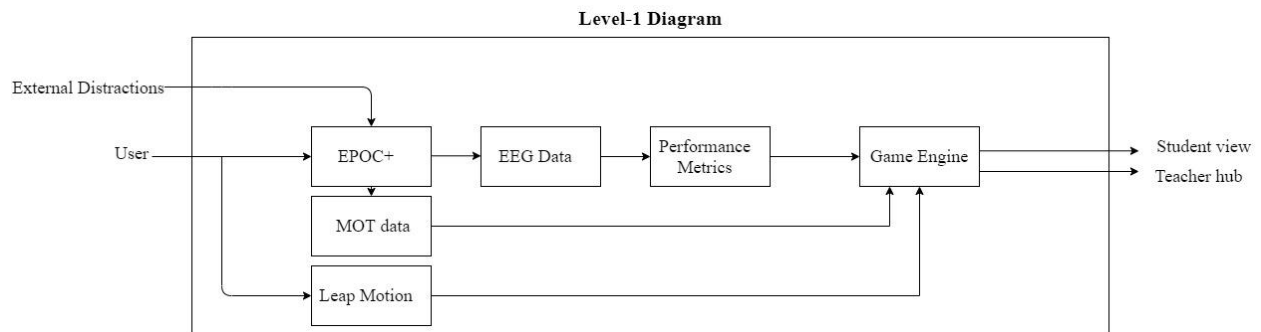 Level-1 Diagram
External Distractions
User
EPOC+
EEG Data
Performance
Metrics
Game Engine
Student view
Teacher hub
MOT data
Leap Motion